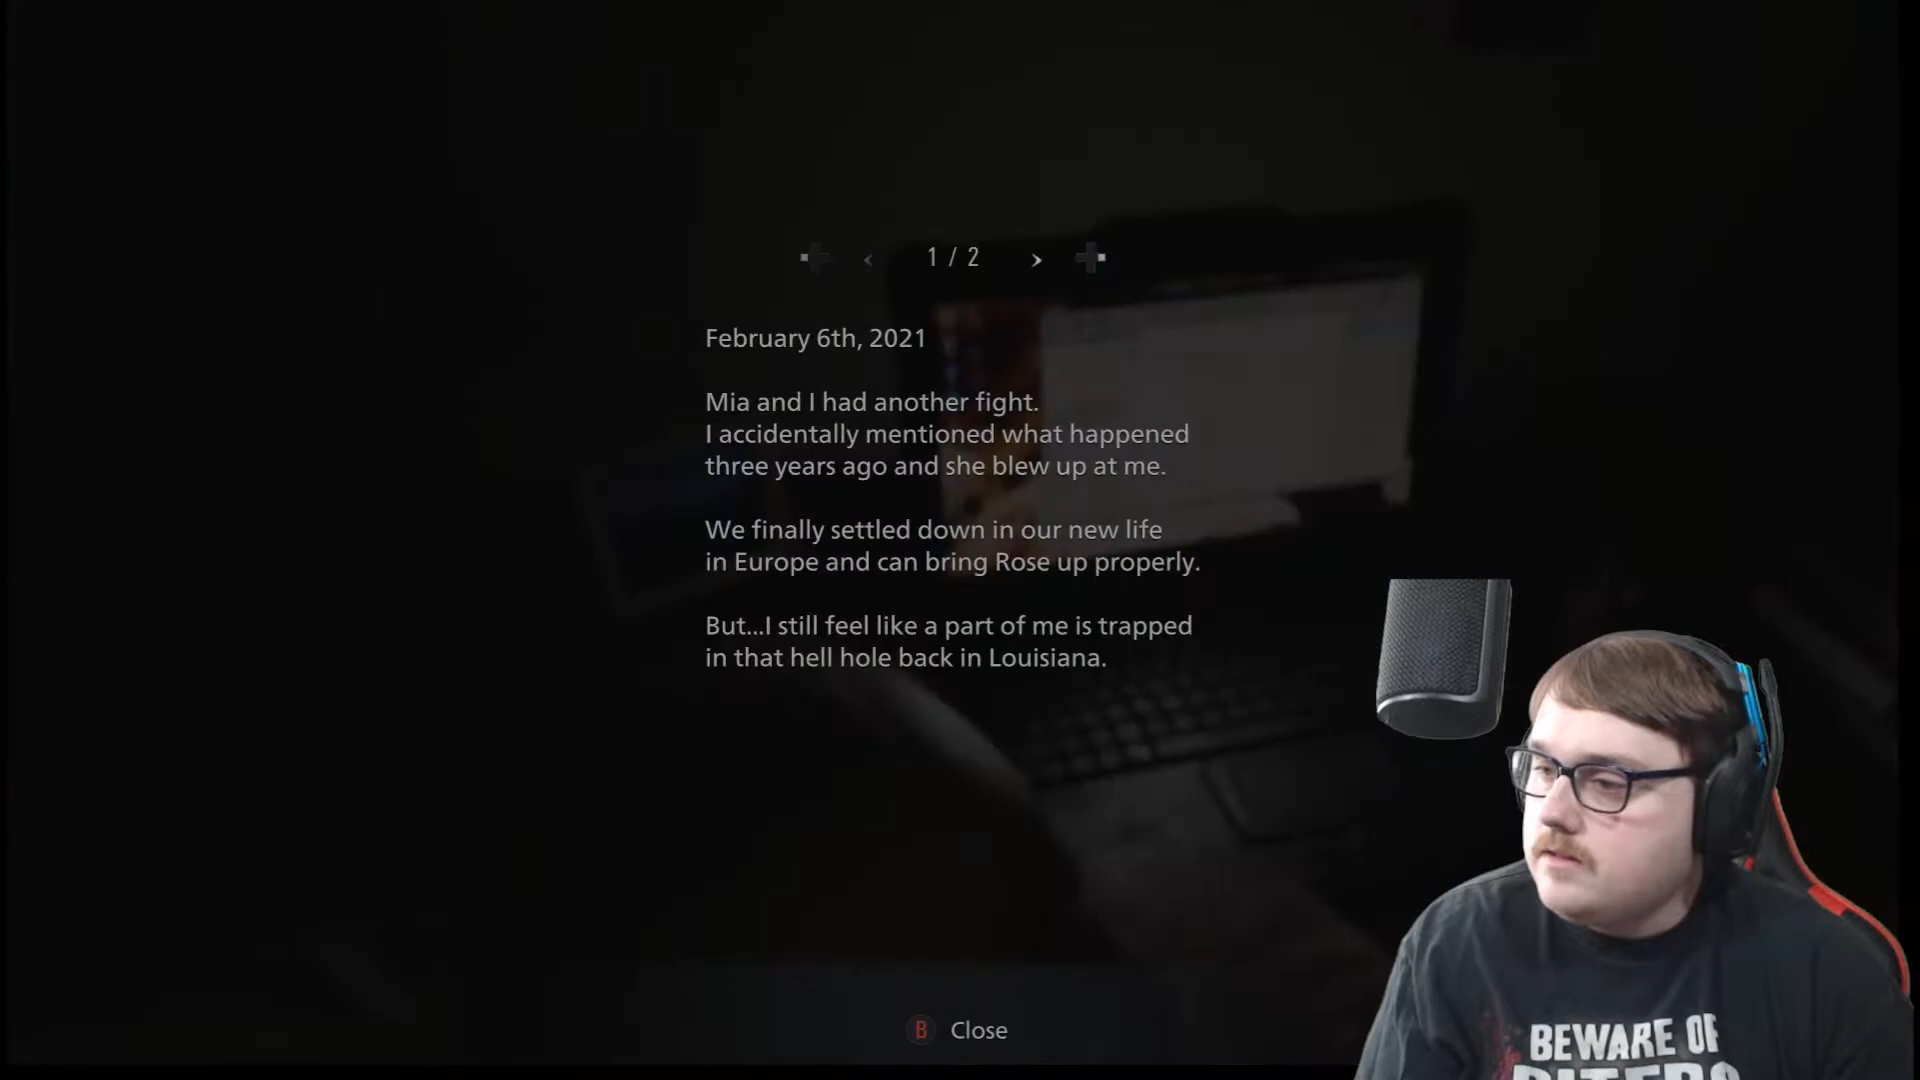 1 / 2
February 6th, 2021
Mia and I had another fight.
I accidentally mentioned what happened
three years ago and she blew up at me.
We finally settled down in our new life
in Europe and can bring Rose up properly.
But...I still feel like a part of me is trapped
in that hell hole back in Louisiana.
B Close
BEWARE OF